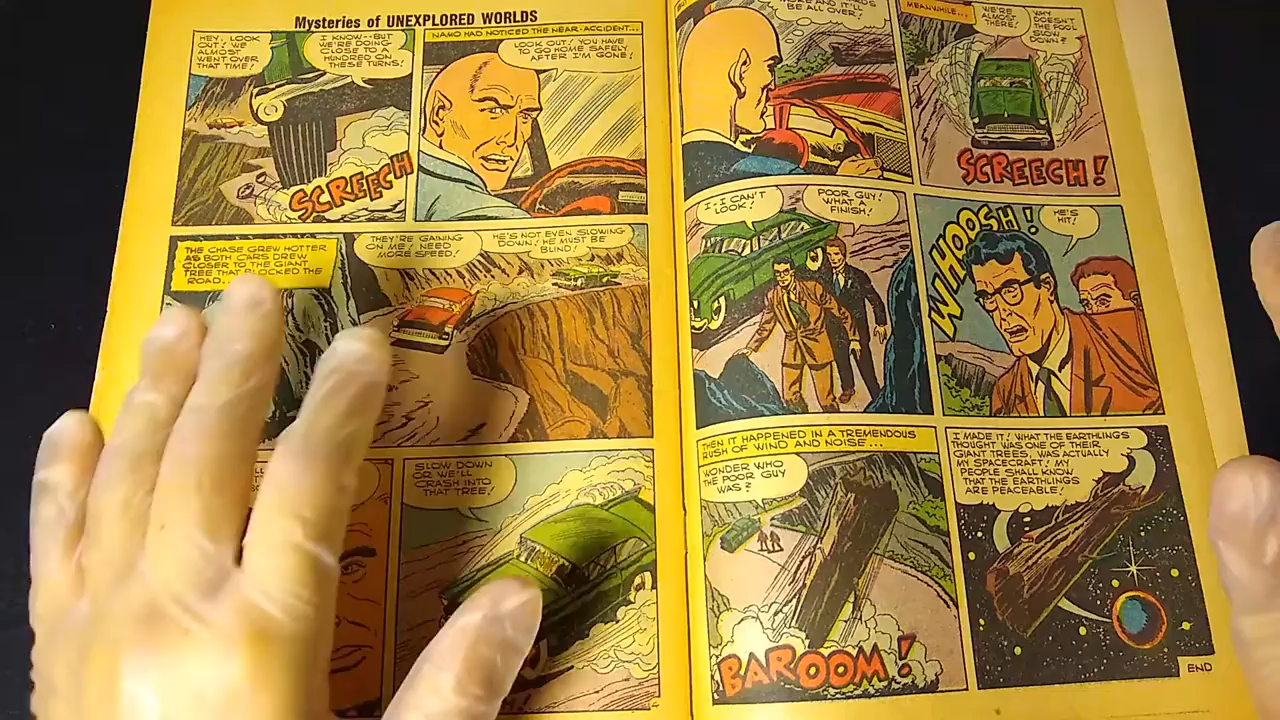 Mysteries of UNEXPLORED WORLDS
HEY, LOOK
OUT! WE
ALMOST
WENT OVER
THAT TIME!
I KNOW--BUT
WE'RE DOING
CLOSE TO A
HUNDRED ON
THESE TURNS!
SCREECH
NAMO HAD NOTICED THE NEAR-ACCIDENT...
LOOK OUT! YOU HAVE
TO GO HOME SAFELY
AFTER I'M GONE!
THE CHASE GREW HOTTER
AS BOTH CARS DREW
CLOSER TO THE GIANT
TREE THAT BLOCKED THE
ROAD...
THEY'RE GAINING
ON ME! NEED
MORE SPEED!
HE'S NOT EVEN SLOWING
DOWN! HE MUST BE
BLIND!
SLOW DOWN
OR WE'LL
CRASH INTO
THAT TREE!
MORE AND IT'LL
BE ALL OVER!
MEANWHILE...
WE'RE
ALMOST
THERE!
WHY
DOESN'T
THE FOOL
SLOW
DOWN?
SCREECH!
I-I CAN'T
LOOK!
POOR GUY!
WHAT A
FINISH!
WHOOSH!
HE'S
HIT!
THEN IT HAPPENED IN A TREMENDOUS
RUSH OF WIND AND NOISE...
WONDER WHO
THE POOR GUY
WAS?
BAROOM!
I MADE IT! WHAT THE EARTHLINGS
THOUGHT WAS ONE OF THEIR
GIANT TREES, WAS ACTUALLY
MY SPACECRAFT! MY
PEOPLE SHALL KNOW
THAT THE EARTHLINGS
ARE PEACEABLE!
END